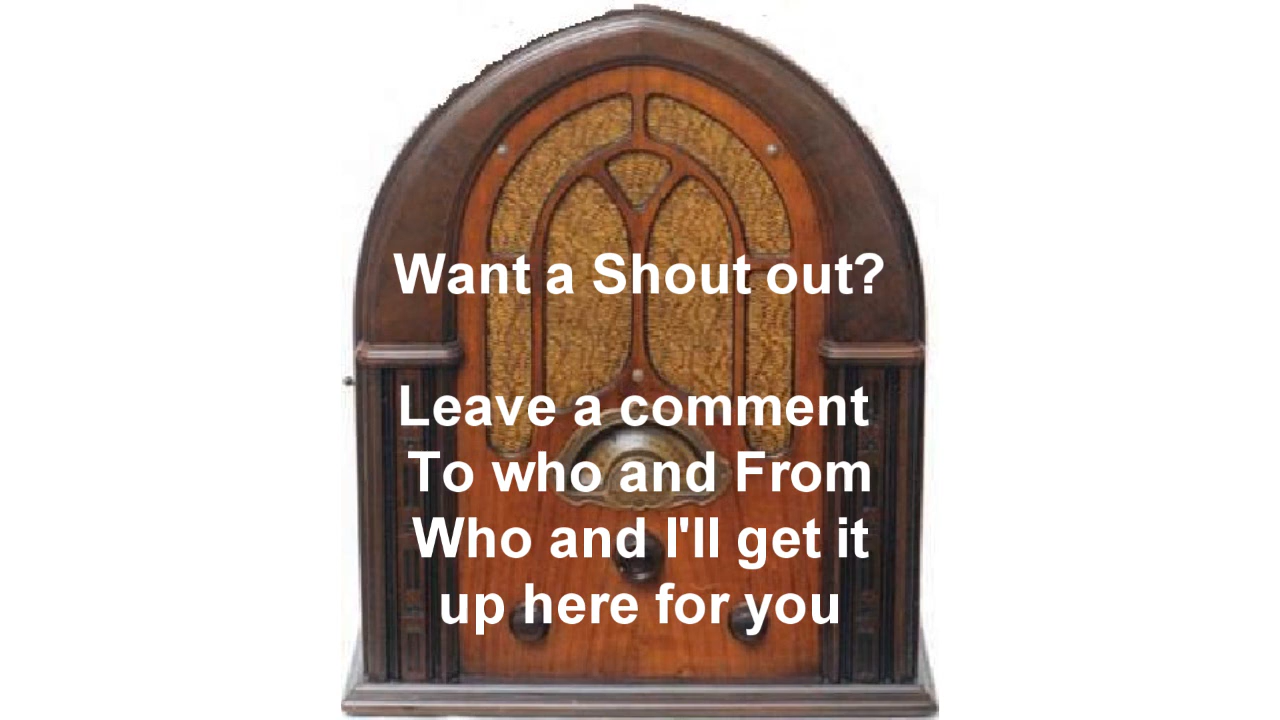 Want a Shout out?
Leave a comment
To who and From
Who and I'll get it
up here for you